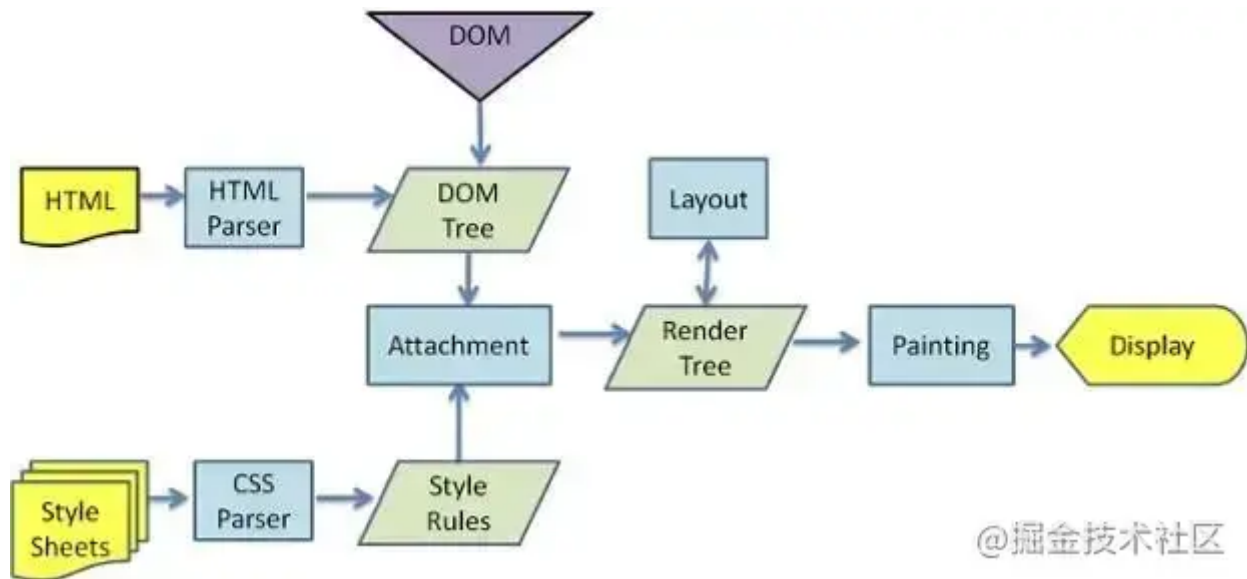 DOM
HTML
HTML
Parser
DOM
Tree
Layout
Attachment
Render
Tree
Painting
Display
Style
Sheets
CSS
Parser
Style
Rules
@掘金技术社区